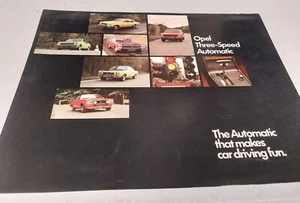 Opel
Three-Speed
Automatic
The Automatic
that makes
car driving fun.